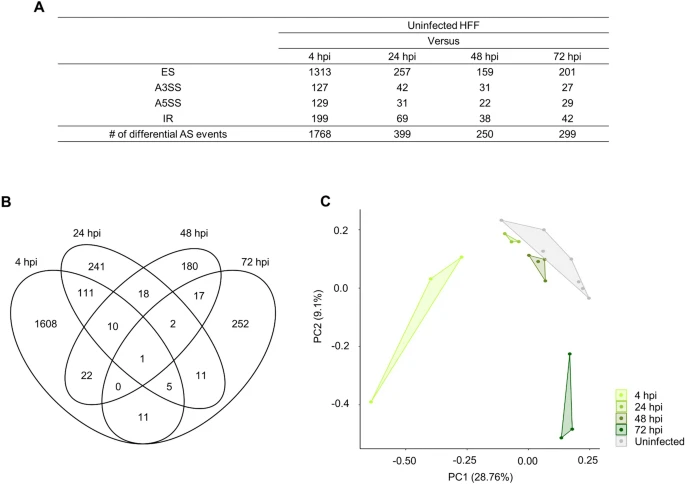 A
Uninfected HFF
Versus
4 hpi 24 hpi 48 hpi 72 hpi
ES 1313 257 159 201
A3SS 127 42 31 27
A5SS 129 31 22 29
IR 199 69 38 42
# of differential AS events 1768 399 250 299
B
24 hpi 48 hpi
4 hpi 72 hpi
241 180
111 18 17
1608 10 2 252
1
22 0 5 11
11
C
0.2
0.0
-0.2
-0.4
PC2 (9.1%)
-0.50 -0.25 0.00 0.25
PC1 (28.76%)
4 hpi
24 hpi
48 hpi
72 hpi
Uninfected